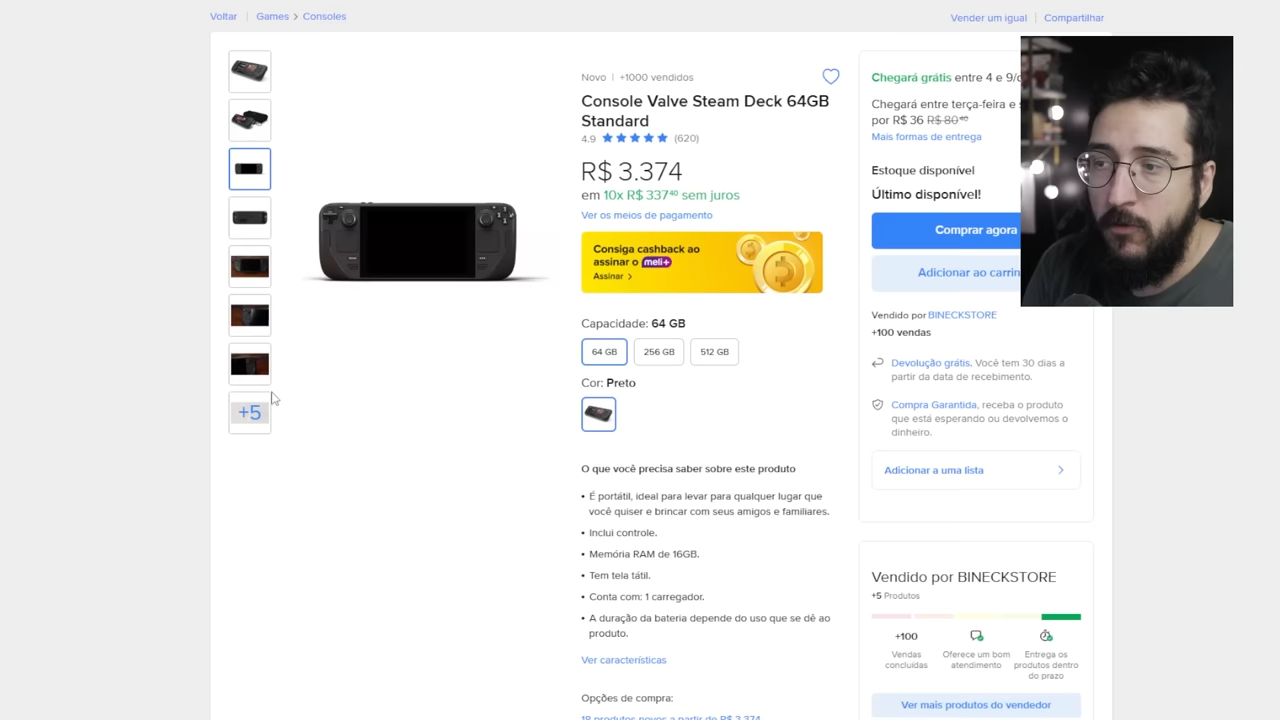 Voltar
Games > Consoles
Vender um igual
Compartilhar
Novo | +1000 vendidos
Console Valve Steam Deck 64GB
Standard
4.9 ★★★★★ (620)
R$ 3.374
em 10x R$ 337⁴⁰ sem juros
Ver os meios de pagamento
Consiga cashback ao
assinar o meli+
Assinar >
Capacidade: 64 GB
64 GB
256 GB
512 GB
Cor: Preto
+5
O que você precisa saber sobre este produto
• É portátil, ideal para levar para qualquer lugar que
você quiser e brincar com seus amigos e familiares.
• Inclui controle.
• Memória RAM de 16GB.
• Tem tela tátil.
• Conta com: 1 carregador.
• A duração da bateria depende do uso que se dê ao
produto.
Ver características
Opções de compra:
18 produtos novos a partir de R$ 3.374
Chegará grátis entre 4 e 9/
Chegará entre terça-feira e
por R$ 36 R$ 80⁴⁰
Mais formas de entrega
Estoque disponível
Último disponível!
Comprar agora
Adicionar ao carrin
Vendido por BINECKSTORE
+100 vendas
Devolução grátis. Você tem 30 dias a
partir da data de recebimento.
Compra Garantida, receba o produto
que está esperando ou devolvemos o
dinheiro.
Adicionar a uma lista >
Vendido por BINECKSTORE
+5 Produtos
+100
Vendas
concluídas
Oferece um bom
atendimento
Entrega os
produtos dentro
do prazo
Ver mais produtos do vendedor